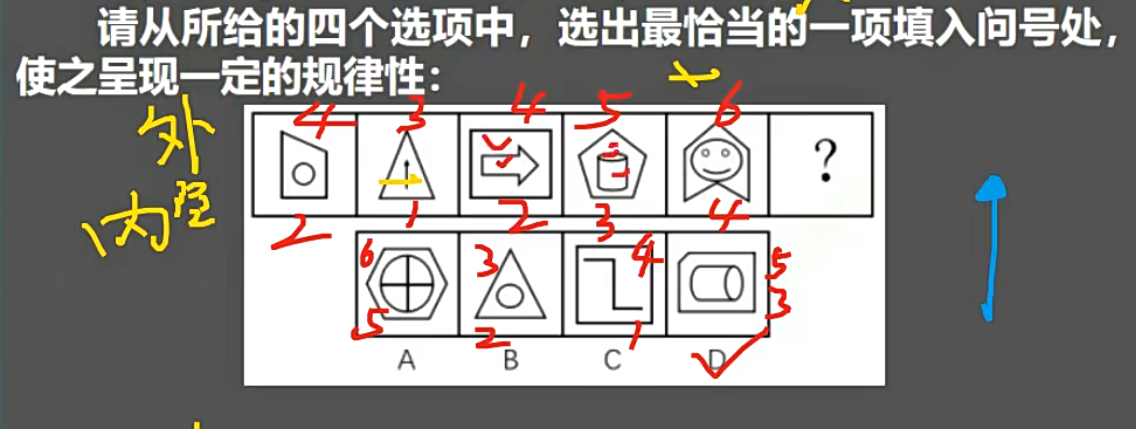 请从所给的四个选项中，选出最恰当的一项填入问号处，
使之呈现一定的规律性：
外
内
4 3 4 5 6
?
2 1 2 3 4
6 3 4 5
5 2 1 3
A B C D